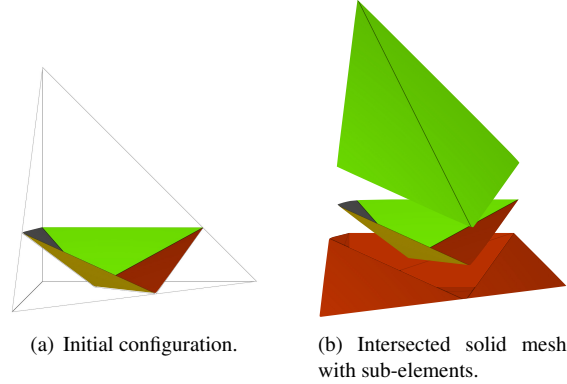 (a) Initial configuration.
(b) Intersected solid mesh
with sub-elements.